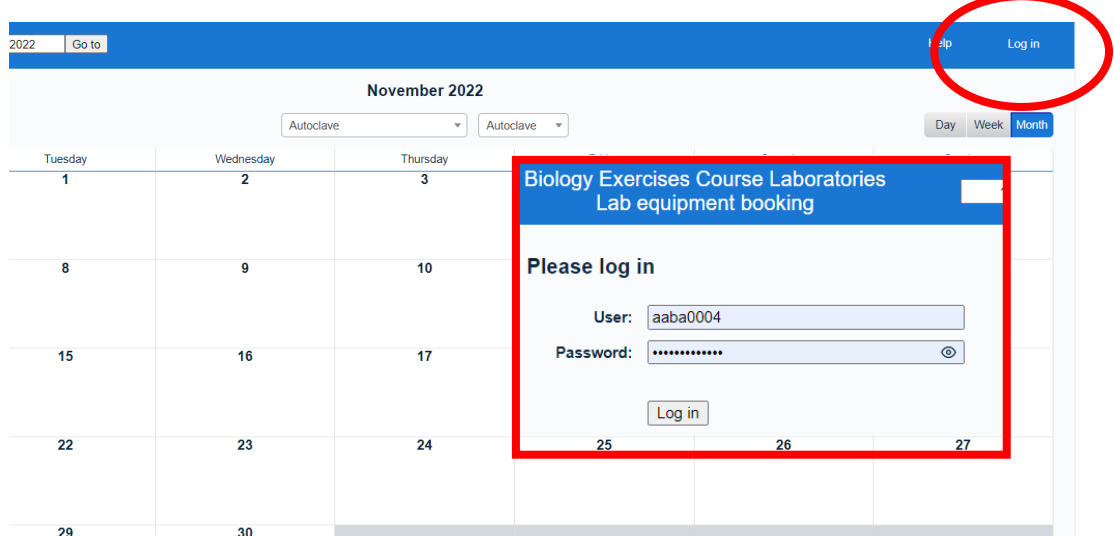 2022 Go to Help Log in
November 2022
Autoclave Autoclave Day Week Month
Tuesday Wednesday Thursday
1 2 3
Biology Exercises Course Laboratories
Lab equipment booking
8 9 10
Please log in
User: aaba0004
15 16 17
Password: •••••••••••••
Log in
22 23 24 25 26 27
29 30